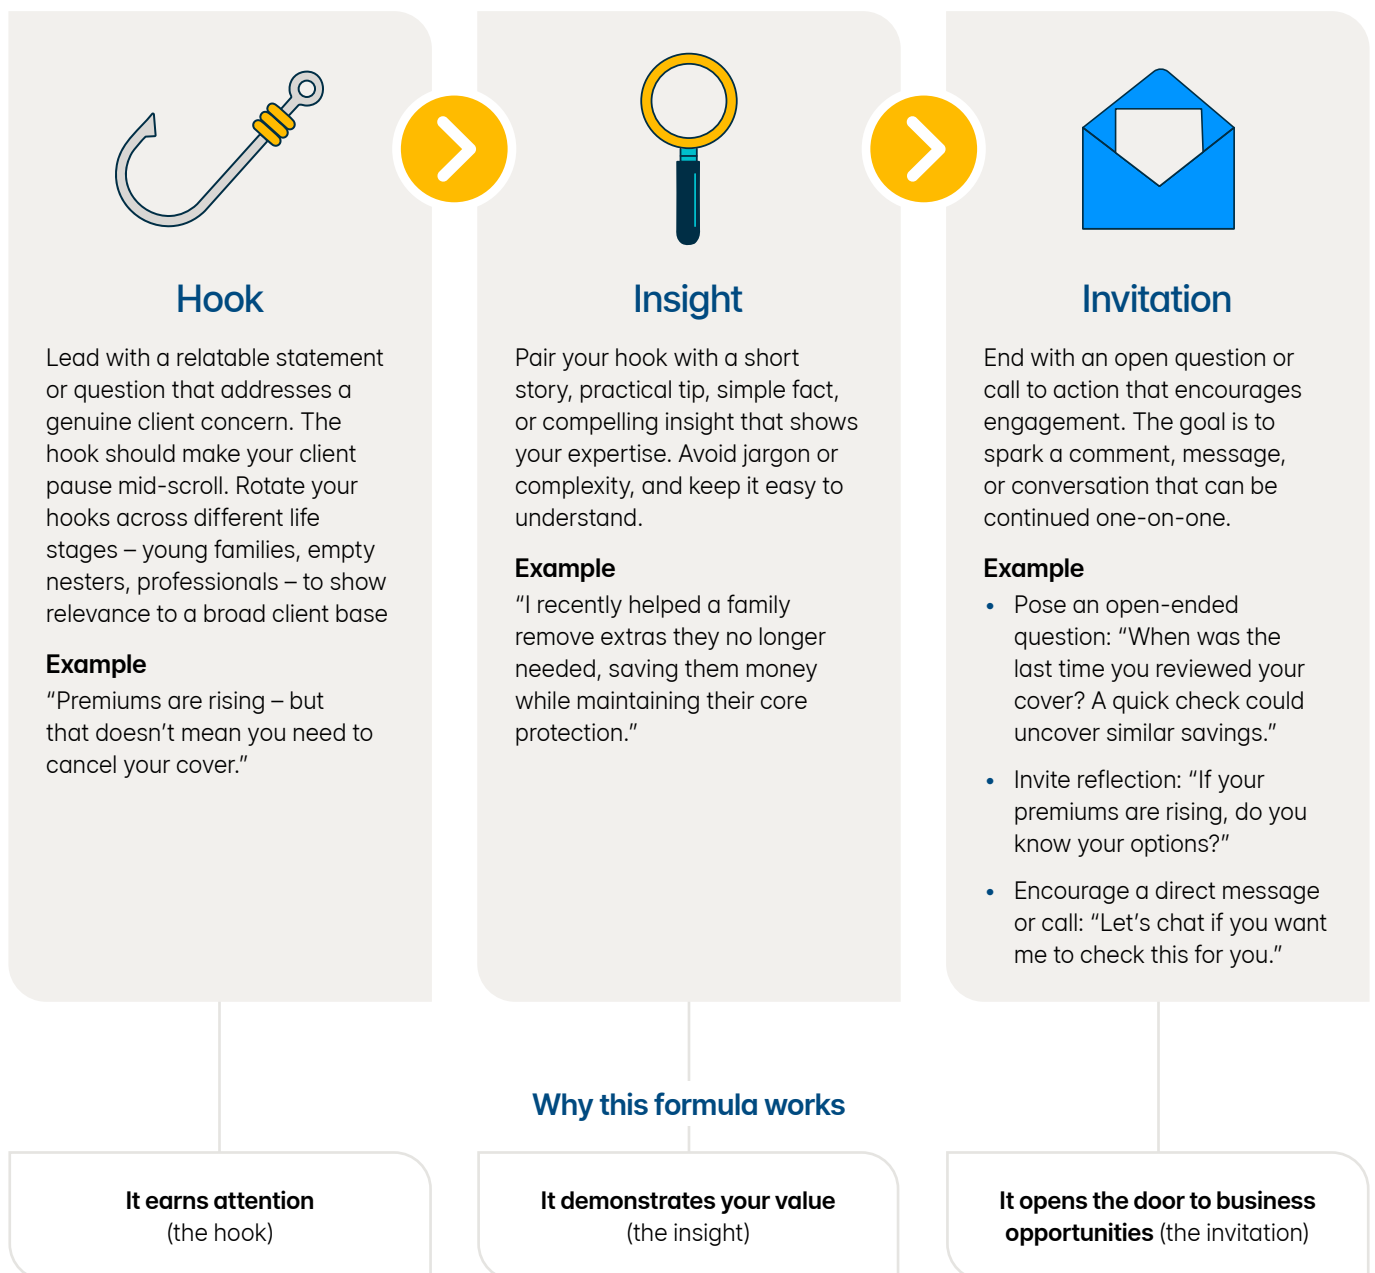 Hook
Lead with a relatable statement
or question that addresses a
genuine client concern. The
hook should make your client
pause mid-scroll. Rotate your
hooks across different life
stages – young families, empty
nesters, professionals – to show
relevance to a broad client base
Example
“Premiums are rising – but
that doesn’t mean you need to
cancel your cover.”
Insight
Pair your hook with a short
story, practical tip, simple fact,
or compelling insight that shows
your expertise. Avoid jargon or
complexity, and keep it easy to
understand.
Example
“I recently helped a family
remove extras they no longer
needed, saving them money
while maintaining their core
protection.”
Invitation
End with an open question or
call to action that encourages
engagement. The goal is to
spark a comment, message,
or conversation that can be
continued one-on-one.
Example
• Pose an open-ended
question: “When was the
last time you reviewed your
cover? A quick check could
uncover similar savings.”
• Invite reflection: “If your
premiums are rising, do you
know your options?”
• Encourage a direct message
or call: “Let’s chat if you want
me to check this for you.”
Why this formula works
It earns attention
(the hook)
It demonstrates your value
(the insight)
It opens the door to business
opportunities (the invitation)